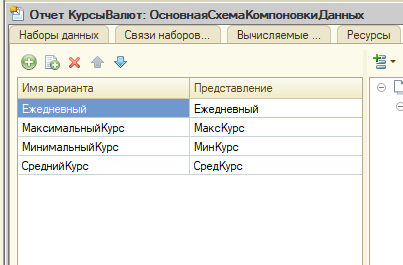 Отчет КурсыВалют: ОсновнаяСхемаКомпоновкиДанных
Наборы данных Связи наборов... Вычисляемые ... Ресурсы
Имя варианта Представление
Ежедневный Ежедневный
МаксимальныйКурс МаксКурс
МинимальныйКурс МинКурс
СреднийКурс СредКурс